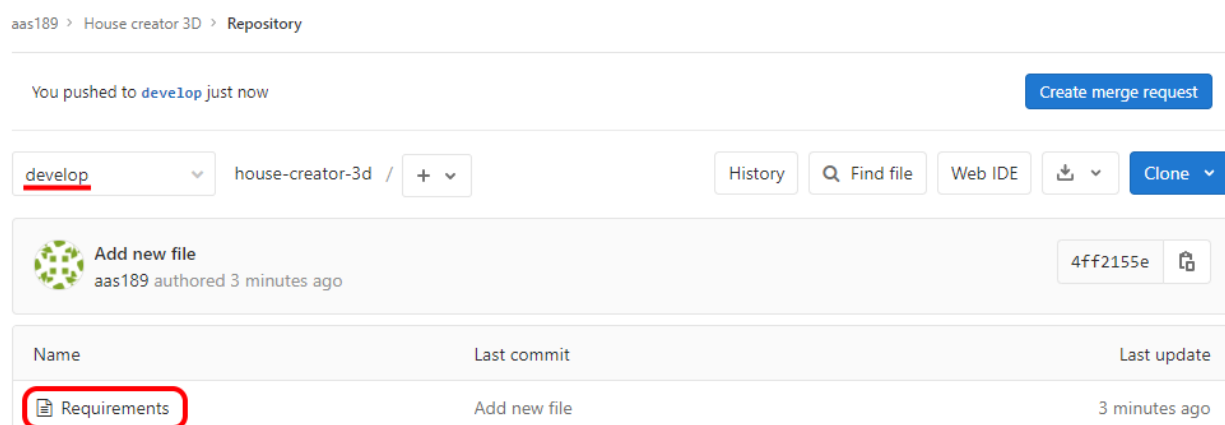 aas189 > House creator 3D > Repository
You pushed to develop just now
Create merge request
develop
house-creator-3d / +
History
Find file
Web IDE
Clone
Add new file
aas189 authored 3 minutes ago
4ff2155e
Name Last commit Last update
Requirements Add new file 3 minutes ago